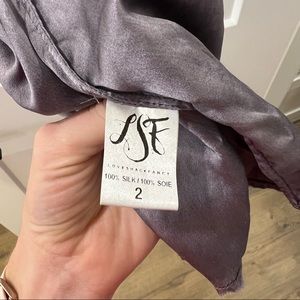 LSF
LOVESHACKFANCY
100% SILK / 100% SOIE
2